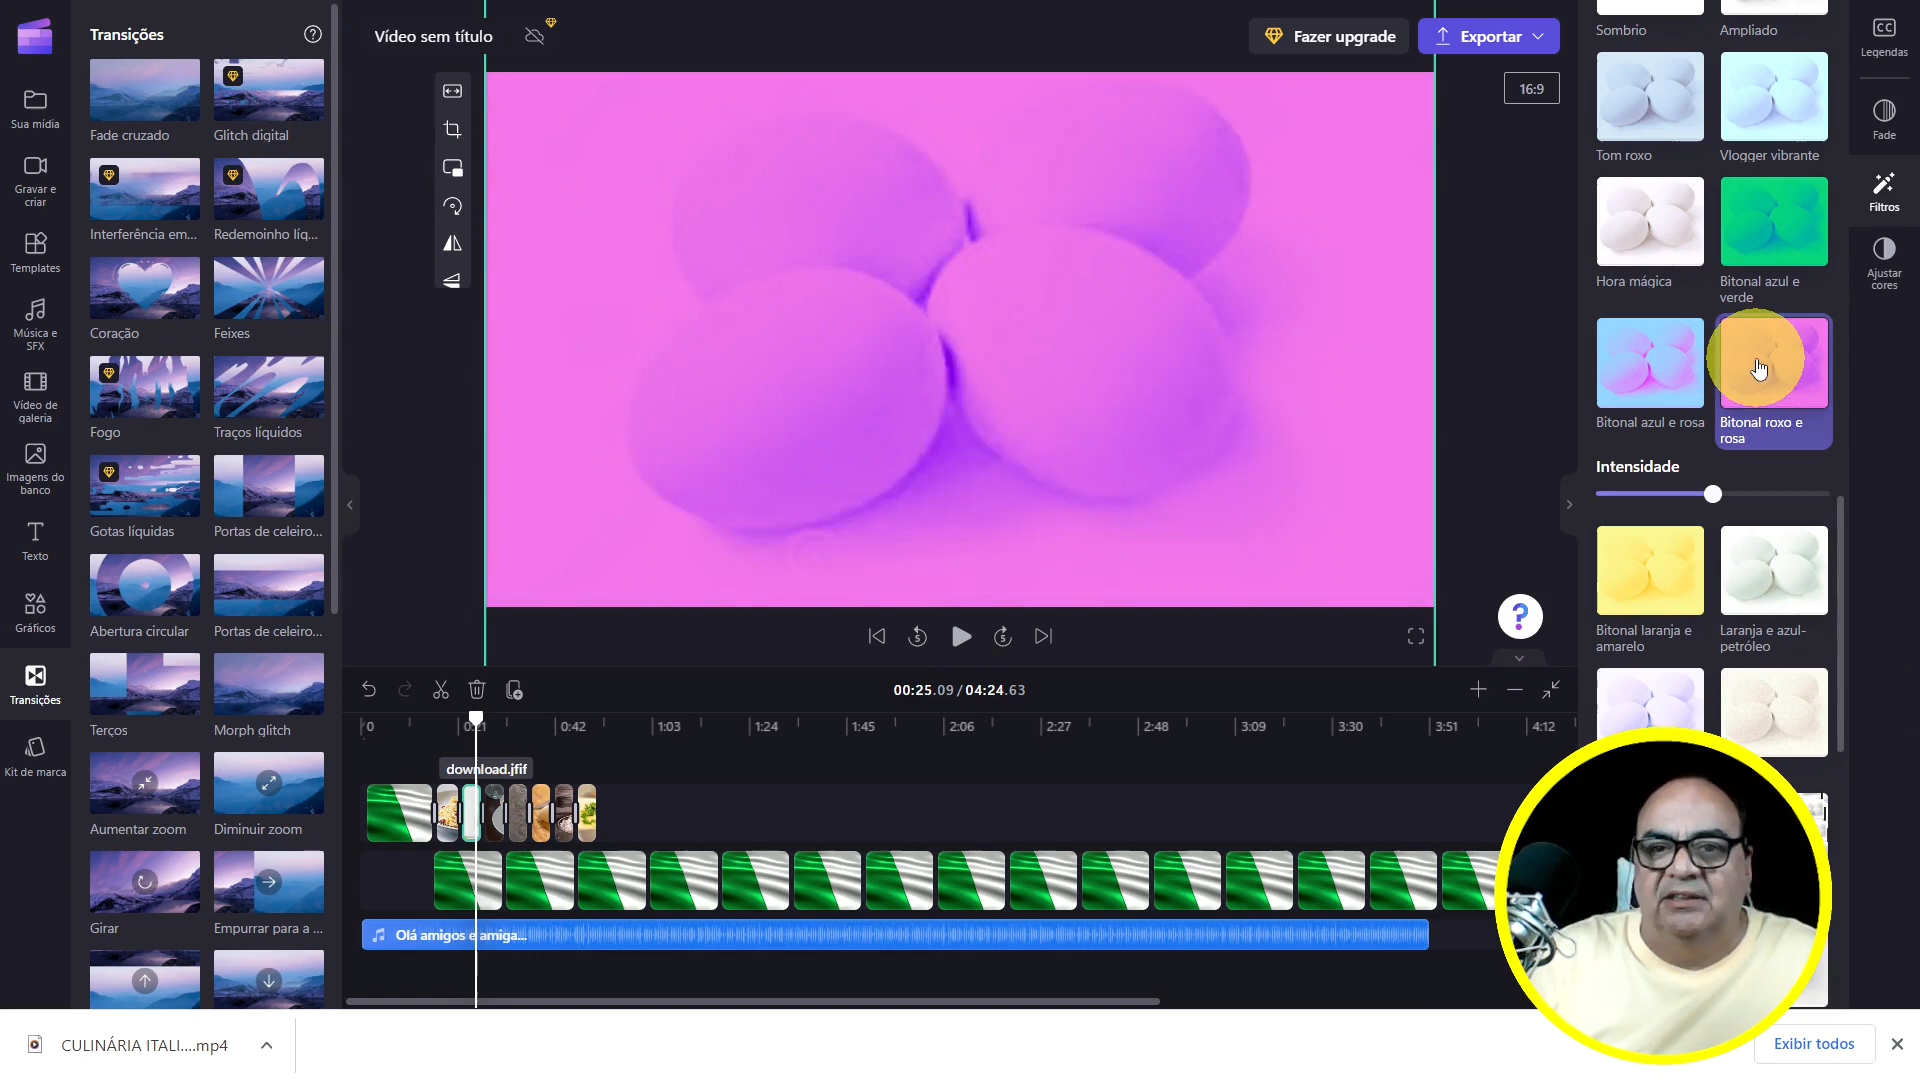 Transições
Vídeo sem título
Fazer upgrade
Exportar
16:9
Sua mídia
Gravar e
criar
Templates
Música e
SFX
Vídeo de
galeria
Imagens do
banco
Texto
Gráficos
Transições
Kit de marca
Fade cruzado
Glitch digital
Interferência em...
Redemoinho líq...
Coração
Feixes
Fogo
Traços líquidos
Gotas líquidas
Portas de celeiro...
Abertura circular
Portas de celeiro...
Terços
Morph glitch
Aumentar zoom
Diminuir zoom
Girar
Empurrar para a ...
Sombrio
Ampliado
Tom roxo
Vlogger vibrante
Hora mágica
Bitonal azul e
verde
Bitonal azul e rosa
Bitonal roxo e
rosa
Intensidade
Bitonal laranja e
amarelo
Laranja e azul-
petróleo
CC
Legendas
Fade
Filtros
Ajustar
cores
5
5
?
00:25.09 / 04:24.63
0
0:21
0:42
1:03
1:24
1:45
2:06
2:27
2:48
3:09
3:30
3:51
4:12
download.jfif
Olá amigos e amiga...
CULINÁRIA ITALI....mp4
Exibir todos